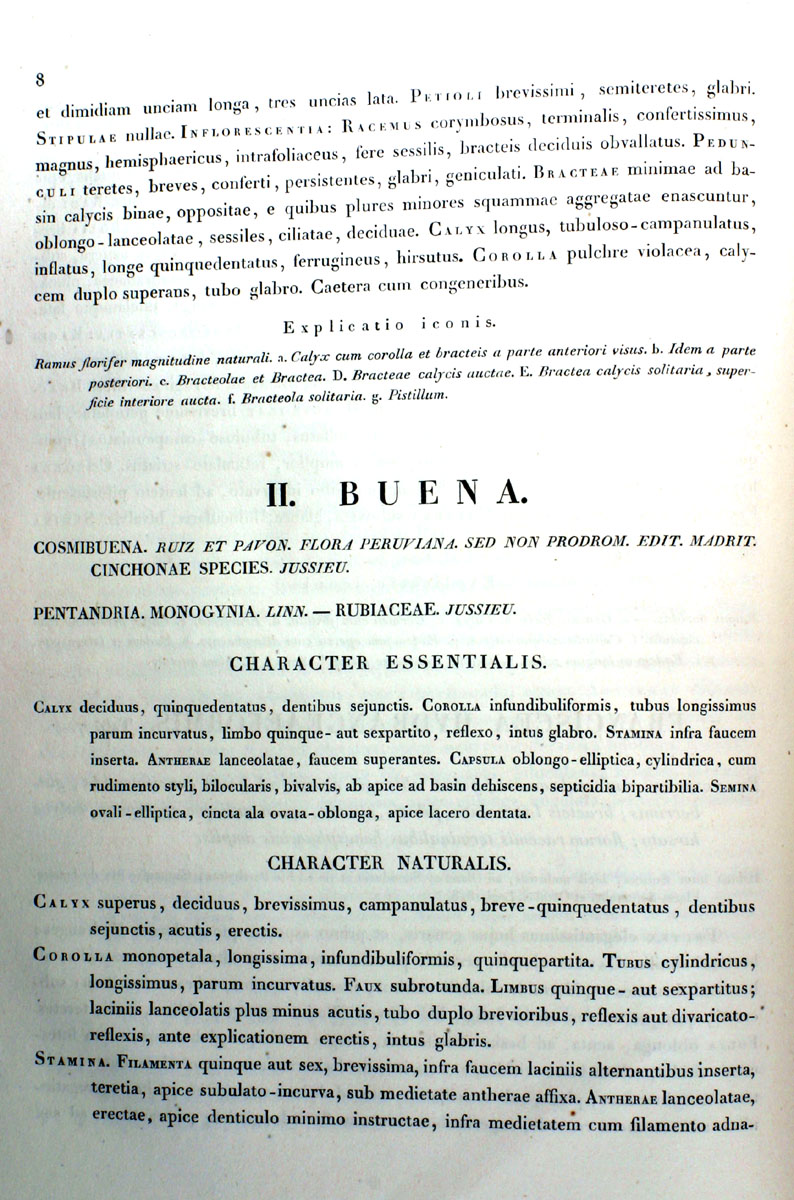 8
et dimidiam unciam longa, tres uncias lata. PETIOLI brevissimi, semiteretes, glabri.
STIPULAE nullae. INFLORESCENTIA: RACEMUS corymbosus, terminalis, confertissimus,
magnus, hemisphaericus, intrafoliaceus, fere sessilis, bracteis deciduis obvallatus. PEDUN-
CULI teretes, breves, conferti, persistentes, glabri, geniculati. BRACTEAE minimae ad ba-
sin calycis binae, oppositae, e quibus plures minores squammae aggregatae enascuntur,
oblongo-lanceolatae, sessiles, ciliatae, deciduae. CALYX longus, tubuloso-campanulatus,
inflatus, longe quinquedentatus, ferrugineus, hirsutus. COROLLA pulchre violacea, caly-
cem duplo superans, tubo glabro. Caetera cum congeneribus.
Explicatio iconis.
Ramus florifer magnitudine naturali. a. Calyx cum corolla et bracteis a parte anteriori visus. b. Idem a parte
posteriori. c. Bracteolae et Bractea. D. Bracteae calycis auctae. E. Bractea calycis solitaria, super-
ficie interiore aucta. f. Bracteola solitaria. g. Pistillum.
II. BUENA.
COSMIBUENA. RUIZ ET PAVON. FLORA PERUVIANA. SED NON PRODROM. EDIT. MADRIT.
CINCHONAE SPECIES. JUSSIEU.
PENTANDRIA. MONOGYNIA. LINN. — RUBIACEAE. JUSSIEU.
CHARACTER ESSENTIALIS.
CALYX deciduus, quinquedentatus, dentibus sejunctis. COROLLA infundibuliformis, tubus longissimus
parum incurvatus, limbo quinque- aut sexpartito, reflexo, intus glabro. STAMINA infra faucem
inserta. ANTHERAE lanceolatae, faucem superantes. CAPSULA oblongo-elliptica, cylindrica, cum
rudimento styli, bilocularis, bivalvis, ab apice ad basin dehiscens, septicidia bipartibilia. SEMINA
ovali-elliptica, cincta ala ovata-oblonga, apice lacero dentata.
CHARACTER NATURALIS.
CALYX superus, deciduus, brevissimus, campanulatus, breve-quinquedentatus, dentibus
sejunctis, acutis, erectis.
COROLLA monopetala, longissima, infundibuliformis, quinquepartita. TUBUS cylindricus,
longissimus, parum incurvatus. FAUX subrotunda. LIMBUS quinque- aut sexpartitus;
laciniis lanceolatis plus minus acutis, tubo duplo brevioribus, reflexis aut divaricato-
reflexis, ante explicationem erectis, intus glabris.
STAMINA. FILAMENTA quinque aut sex, brevissima, infra faucem laciniis alternantibus inserta,
teretia, apice subulato-incurva, sub medietate antherae affixa. ANTHERAE lanceolatae,
erectae, apice denticulo minimo instructae, infra medietatem cum filamento adna-